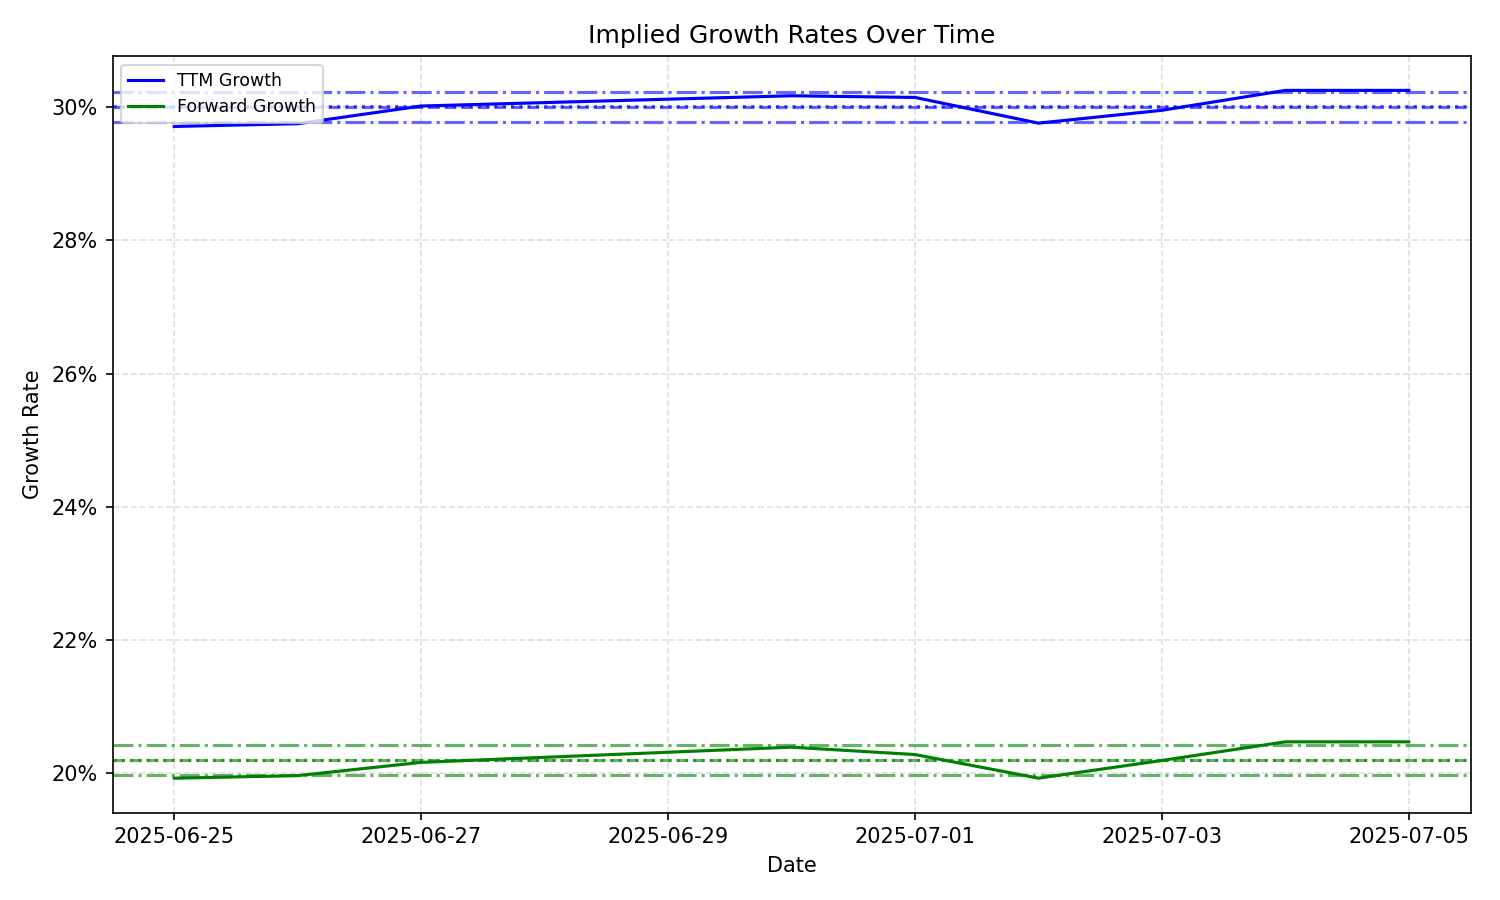 Implied Growth Rates Over Time
TTM Growth
Forward Growth
30%
28%
26%
24%
22%
20%
Growth Rate
2025-06-25 2025-06-27 2025-06-29 2025-07-01 2025-07-03 2025-07-05
Date